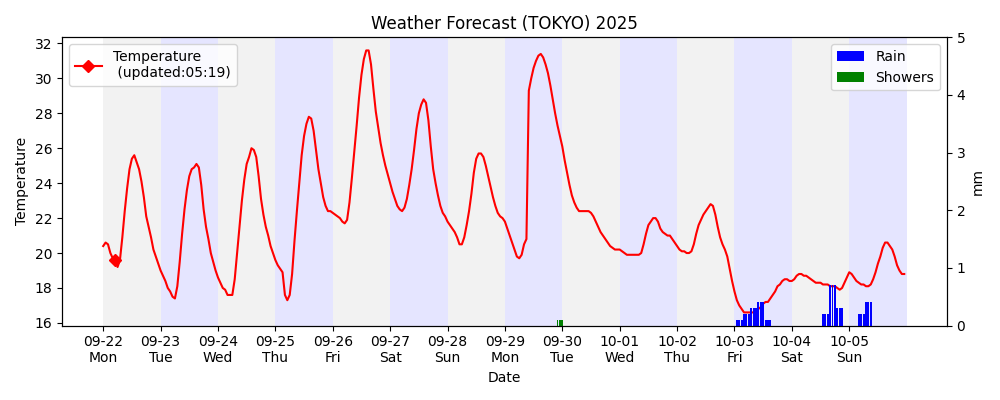 Weather Forecast (TOKYO) 2025
Temperature
(updated:05:19)
Rain
Showers
Temperature
32
30
28
26
24
22
20
18
16
5
4
3
2
1
0
mm
09-22 09-23 09-24 09-25 09-26 09-27 09-28 09-29 09-30 10-01 10-02 10-03 10-04 10-05
Mon Tue Wed Thu Fri Sat Sun Mon Tue Wed Thu Fri Sat Sun
Date